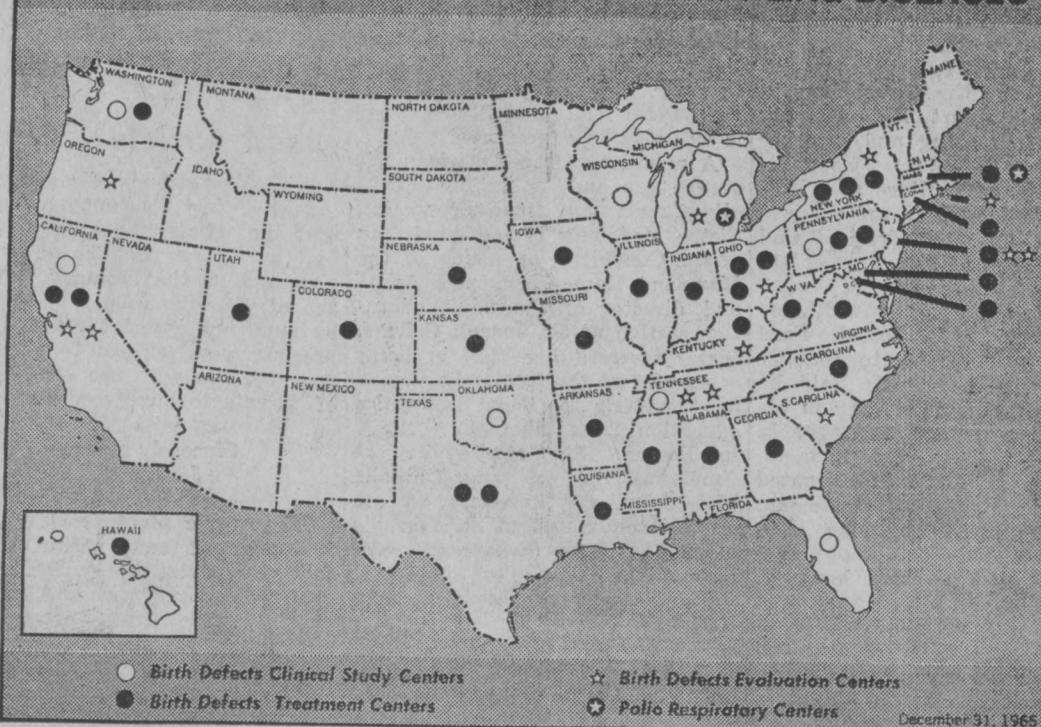 WASHINGTON
MONTANA
NORTH DAKOTA
MINNESOTA
MAINE
OREGON
IDAHO
WYOMING
SOUTH DAKOTA
WISCONSIN
MICHIGAN
VT.
N.H.
MASS
CONN
NEW YORK
CALIFORNIA
NEVADA
UTAH
COLORADO
NEBRASKA
IOWA
ILLINOIS
INDIANA
OHIO
PENNSYLVANIA
N.J.
MD.
D.C.
W. VA.
VIRGINIA
KANSAS
MISSOURI
KENTUCKY
N. CAROLINA
ARIZONA
NEW MEXICO
TEXAS
OKLAHOMA
ARKANSAS
TENNESSEE
S. CAROLINA
ALABAMA
GEORGIA
LOUISIANA
MISSISSIPPI
FLORIDA
HAWAII
Birth Defects Clinical Study Centers
Birth Defects Evaluation Centers
Birth Defects Treatment Centers
Polio Respiratory Centers
December 31, 1965